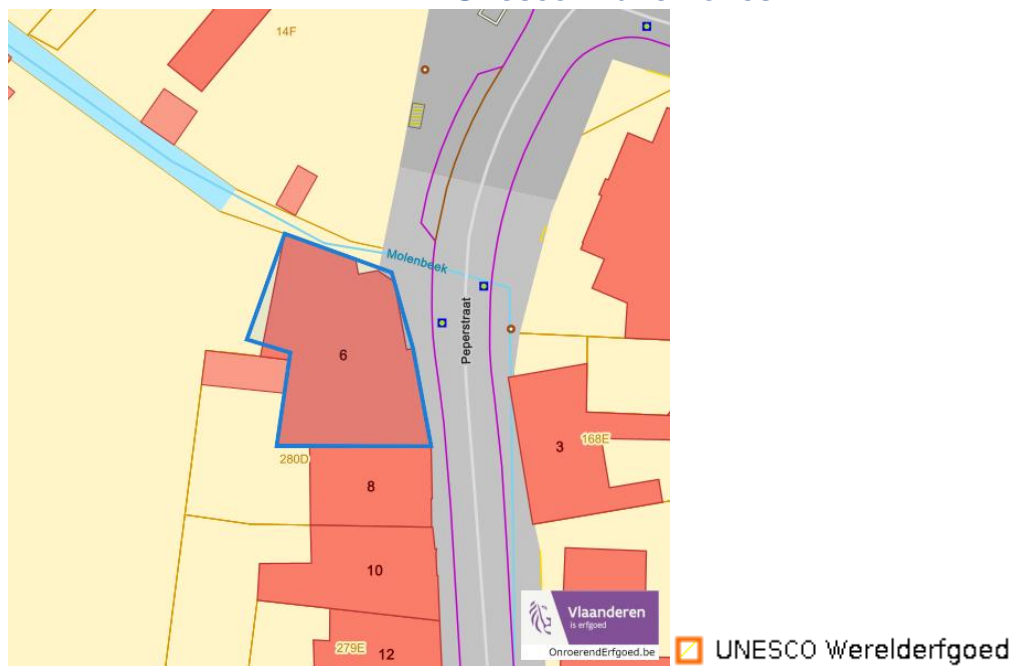 14F
Molenbeek
Peperstraat
6
3
168E
280D
8
10
279E
12
Vlaanderen
is erfgoed
OnroerendErfgoed.be
UNESCO Werelderfgoed